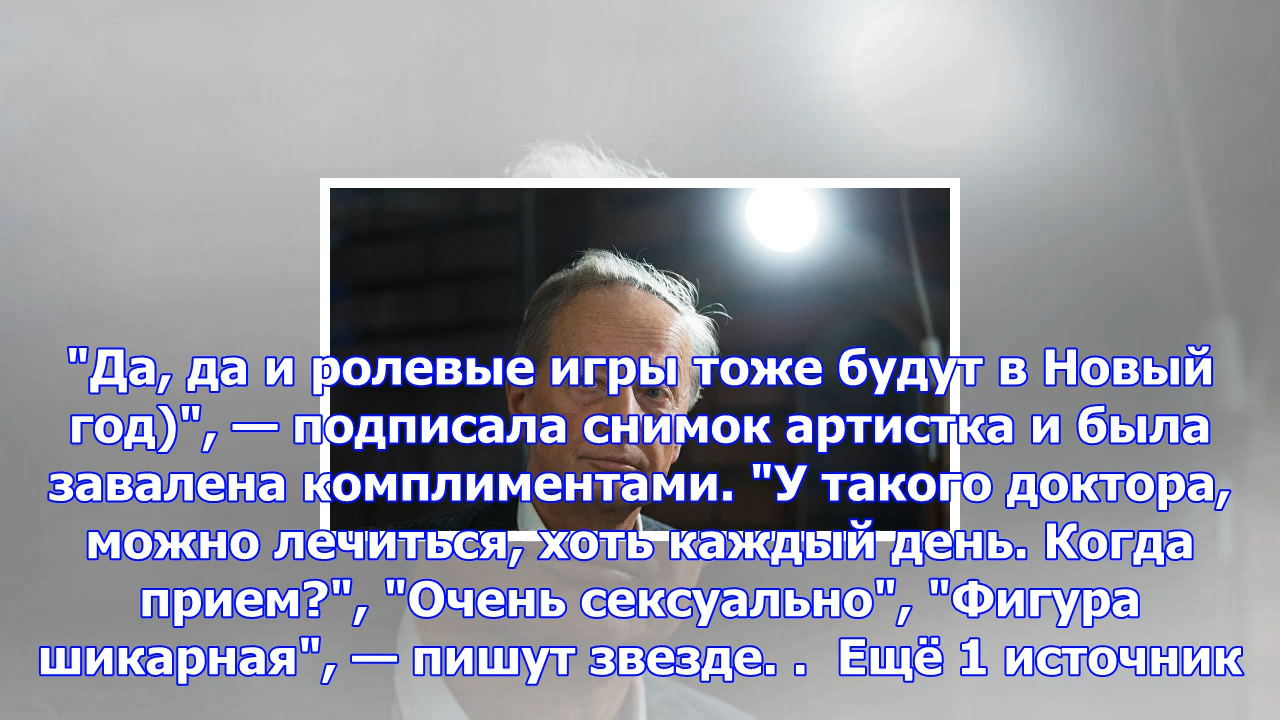 "Да, да и ролевые игры тоже будут в Новый
год)", — подписала снимок артистка и была
завалена комплиментами. "У такого доктора,
можно лечиться, хоть каждый день. Когда
прием?", "Очень сексуально", "Фигура
шикарная", — пишут звезде. .  Ещё 1 источник